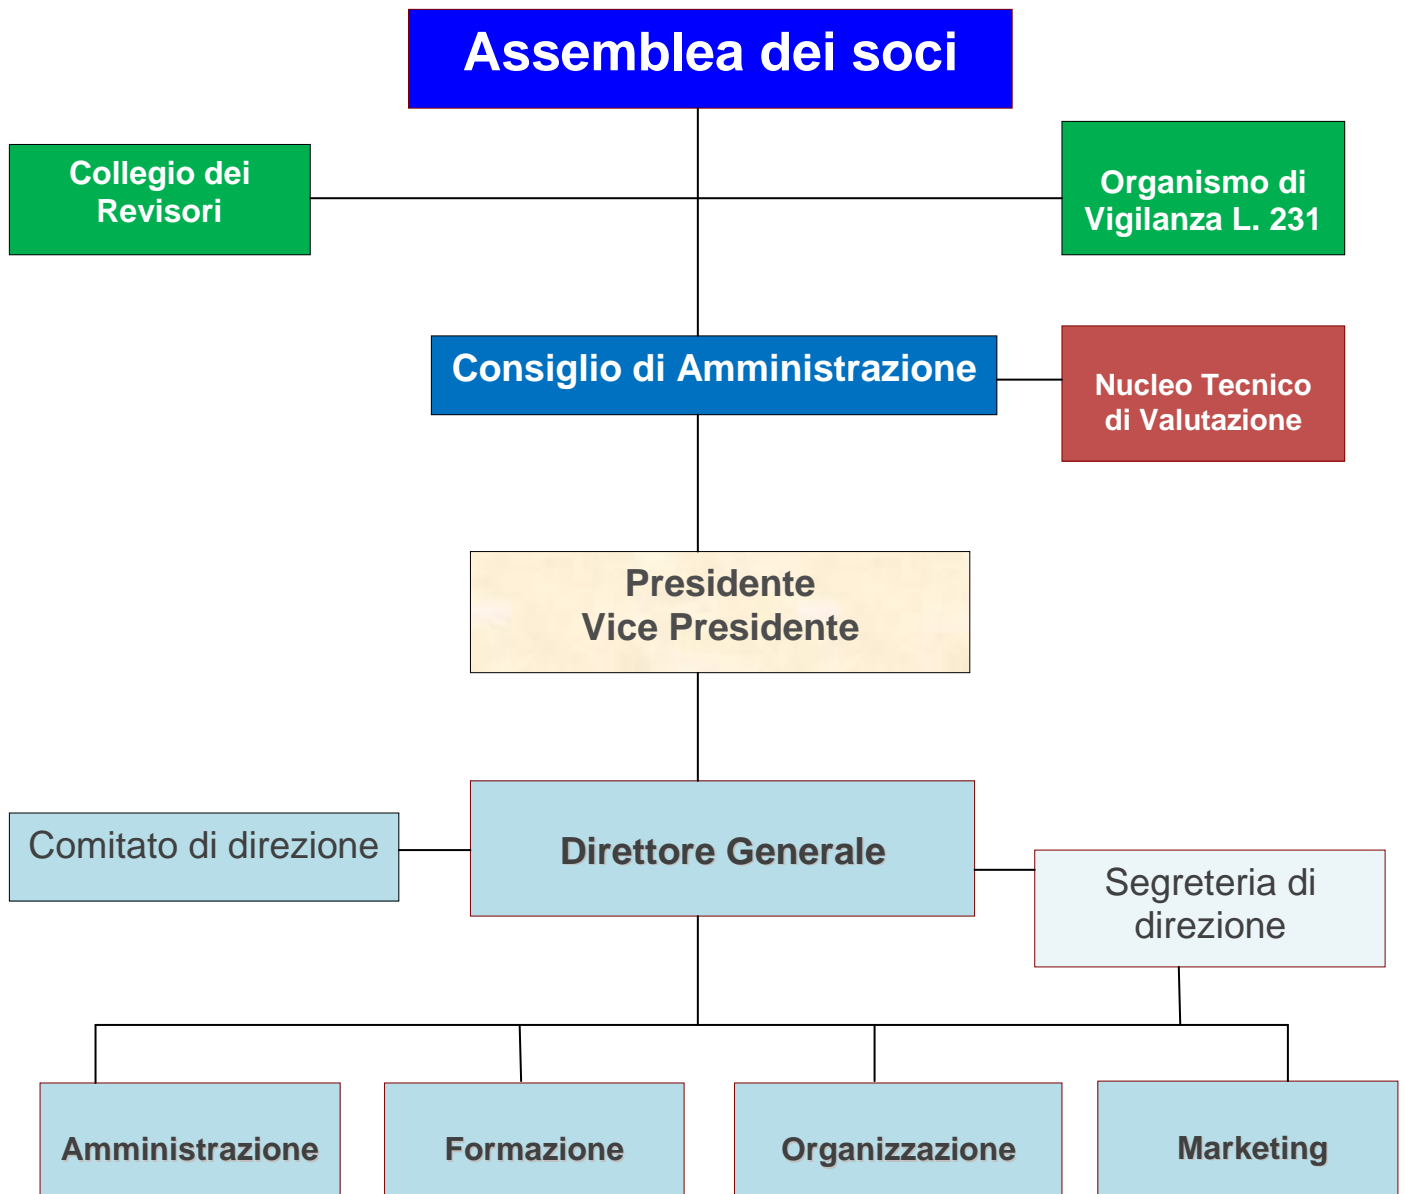 Assemblea dei soci
Collegio dei
Revisori
Organismo di
Vigilanza L. 231
Consiglio di Amministrazione
Nucleo Tecnico
di Valutazione
Presidente
Vice Presidente
Comitato di direzione
Direttore Generale
Segreteria di
direzione
Amministrazione
Formazione
Organizzazione
Marketing